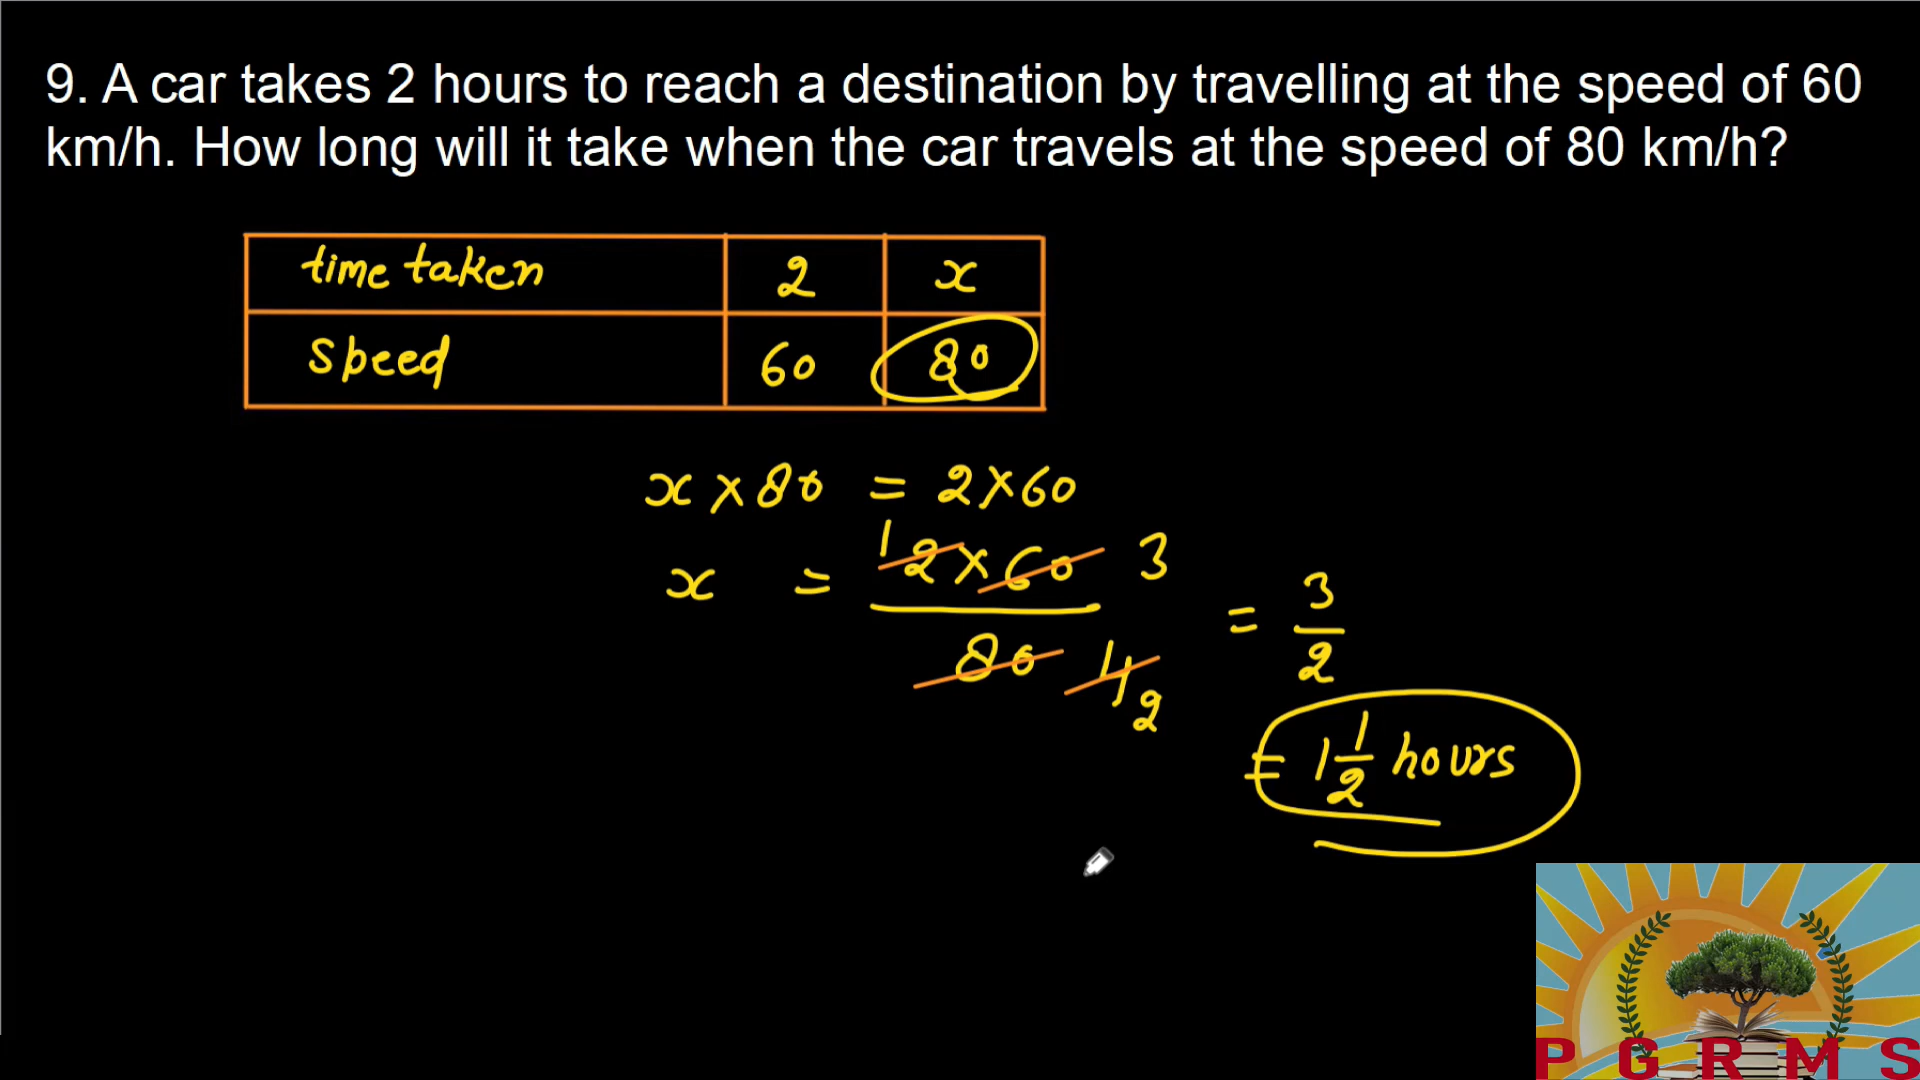 9. A car takes 2 hours to reach a destination by travelling at the speed of 60
km/h. How long will it take when the car travels at the speed of 80 km/h?
time taken 2 x
Speed 60 80
x × 80 = 2 × 60
x = 1 2 × 60 3
80 4 2
= 3/2
= 1 1/2 hours
P G R M S